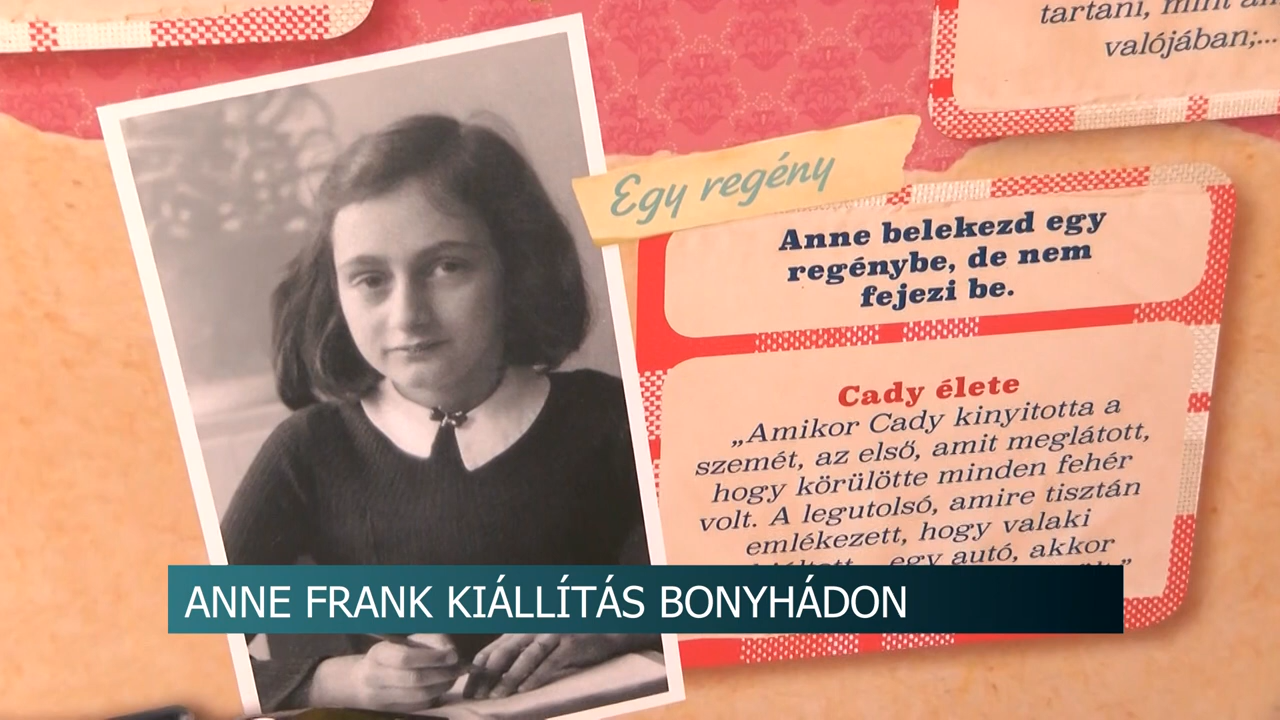 tartani, mint
valójában;...
Egy regény
Anne belekezd egy
regénybe, de nem
fejezi be.
Cady élete
„Amikor Cady kinyitotta a
szemét, az első, amit meglátott,
hogy körülötte minden fehér
volt. A legutolsó, amire tisztán
emlékezett, hogy valaki
egy autó, akkor
ANNE FRANK KIÁLLÍTÁS BONYHÁDON